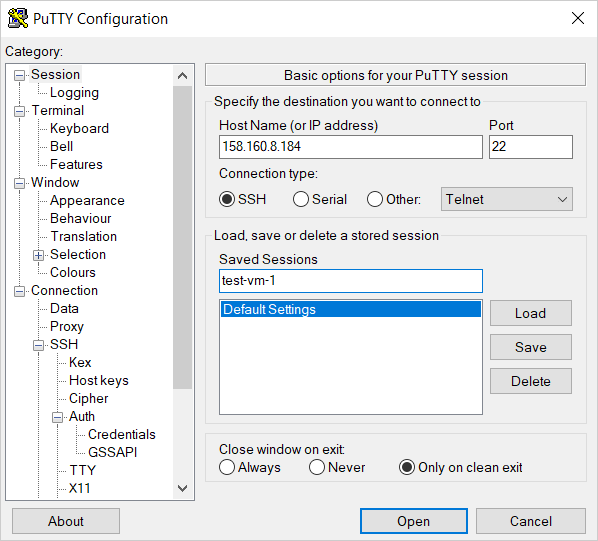 PuTTY Configuration
Category:
Session
Logging
Terminal
Keyboard
Bell
Features
Window
Appearance
Behaviour
Translation
Selection
Colours
Connection
Data
Proxy
SSH
Kex
Host keys
Cipher
Auth
Credentials
GSSAPI
TTY
X11
Basic options for your PuTTY session
Specify the destination you want to connect to
Host Name (or IP address) Port
158.160.8.184 22
Connection type:
SSH Serial Other: Telnet
Load, save or delete a stored session
Saved Sessions
test-vm-1
Default Settings
Load
Save
Delete
Close window on exit:
Always Never Only on clean exit
About Open Cancel